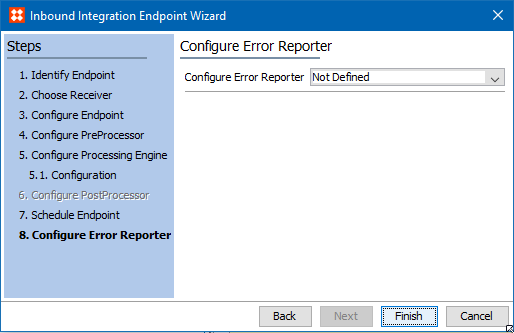 Inbound Integration Endpoint Wizard
Steps
1. Identify Endpoint
2. Choose Receiver
3. Configure Endpoint
4. Configure PreProcessor
5. Configure Processing Engine
5.1. Configuration
6. Configure PostProcessor
7. Schedule Endpoint
8. Configure Error Reporter
Configure Error Reporter
Configure Error Reporter Not Defined
Back Next Finish Cancel